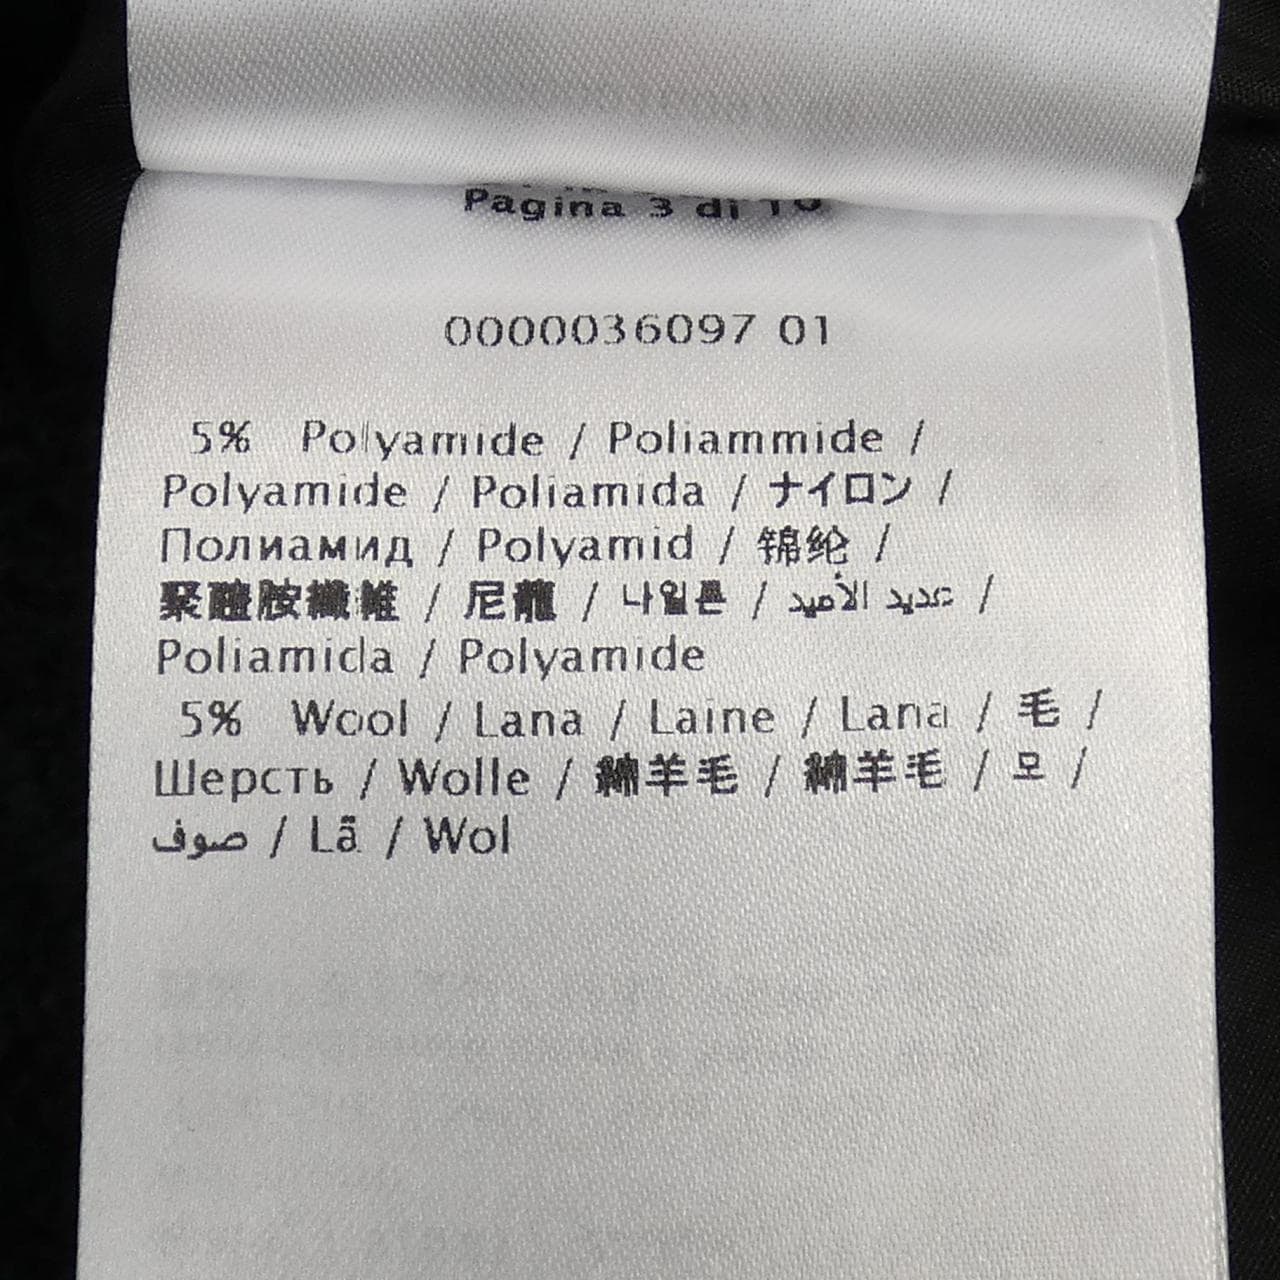 Pagina 3 di 10
0000036097 01
5% Polyamide / Poliammide /
Polyamide / Poliamida / ナイロン /
Полиамид / Polyamid / 锦纶 /
聚醯胺纖維 / 尼龍 / 나일론 / عديد الأميد /
Poliamida / Polyamide
5% Wool / Lana / Laine / Lana / 毛 /
Шерсть / Wolle / 綿羊毛 / 綿羊毛 / 모 /
صوف / Lã / Wol